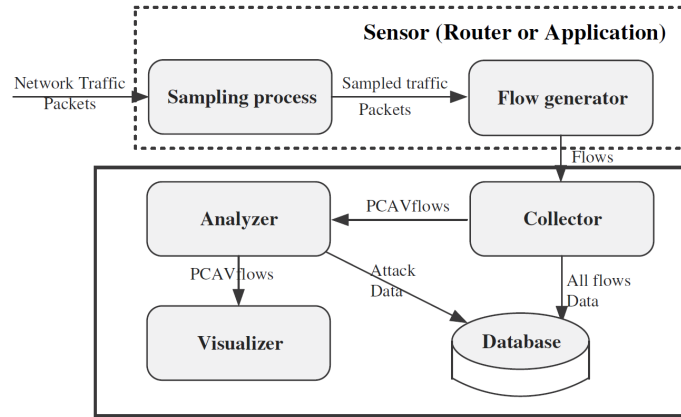 Sensor (Router or Application)
Network Traffic
Packets
Sampling process
Sampled traffic
Packets
Flow generator
Flows
Analyzer
PCAVflows
Collector
PCAVflows
Attack
Data
All flows
Data
Visualizer
Database